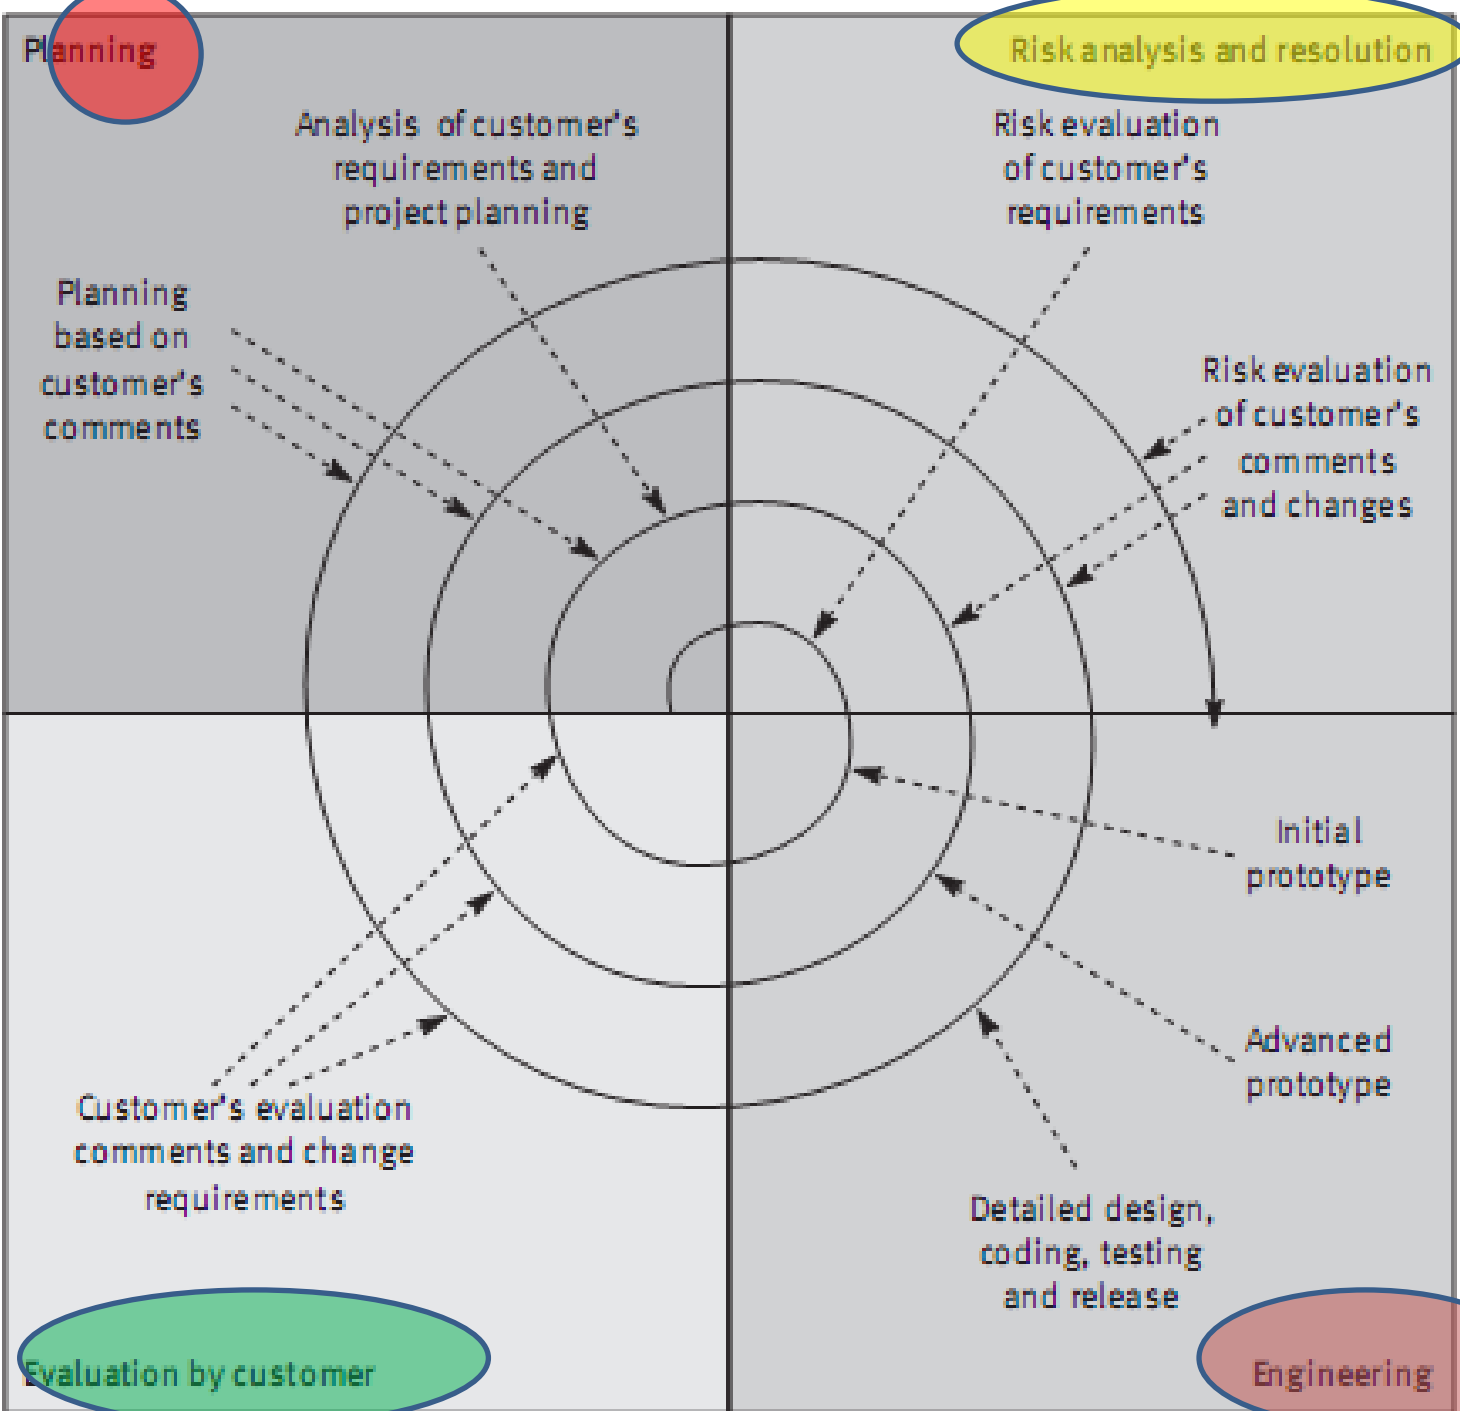 Planning
Risk analysis and resolution
Analysis of customer's
requirements and
project planning
Risk evaluation
of customer's
requirements
Planning
based on
customer's
comments
Risk evaluation
of customer's
comments
and changes
Initial
prototype
Advanced
prototype
Customer's evaluation
comments and change
requirements
Detailed design,
coding, testing
and release
Evaluation by customer
Engineering